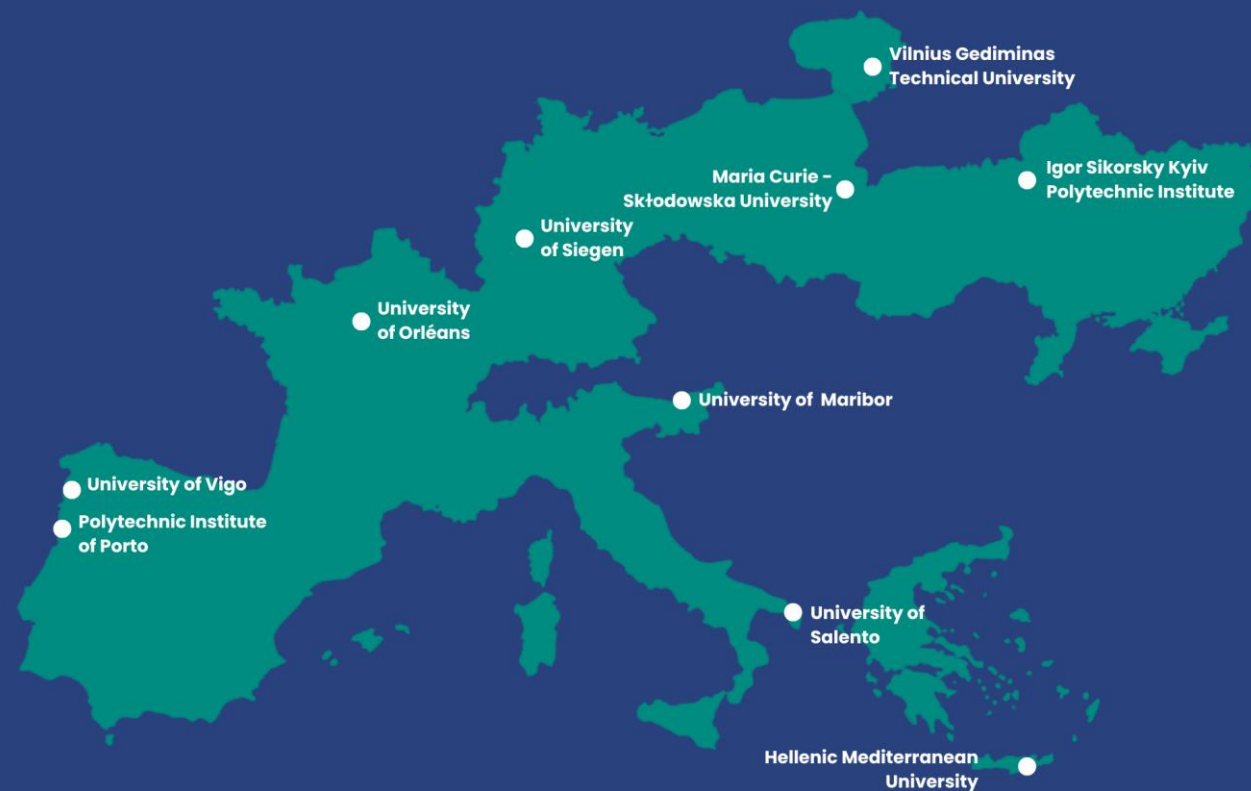 Vilnius Gediminas
Technical University
Igor Sikorsky Kyiv
Polytechnic Institute
Maria Curie -
Skłodowska University
University
of Siegen
University
of Orléans
University of  Maribor
University of Vigo
Polytechnic Institute
of Porto
University of
Salento
Hellenic Mediterranean
University